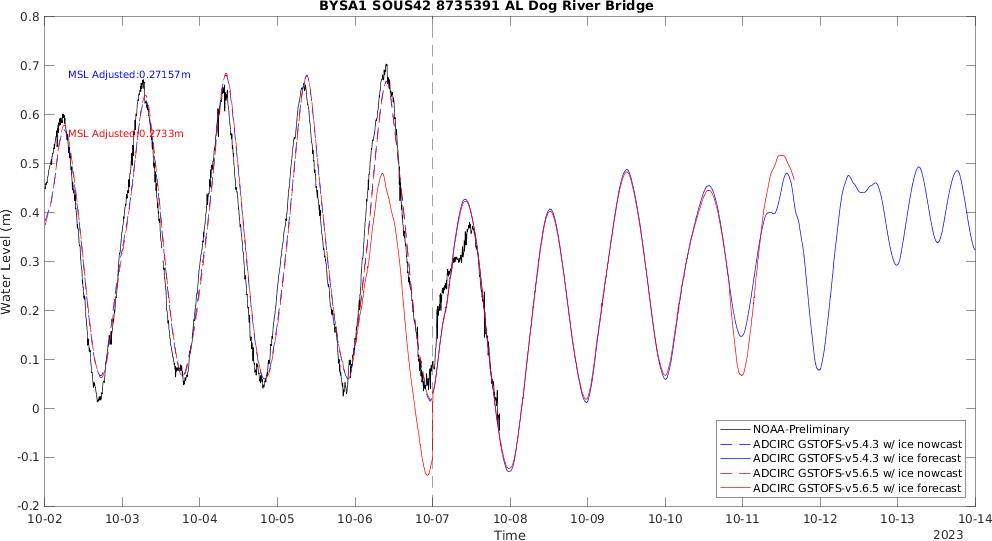 BYSA1 SOUS42 8735391 AL Dog River Bridge
0.8
0.7
0.6
0.5
0.4
0.3
0.2
0.1
0
-0.1
-0.2
Water Level (m)
MSL Adjusted:0.27157m
MSL Adjusted:0.2733m
NOAA-Preliminary
ADCIRC GSTOFS-v5.4.3 w/ ice nowcast
ADCIRC GSTOFS-v5.4.3 w/ ice forecast
ADCIRC GSTOFS-v5.6.5 w/ ice nowcast
ADCIRC GSTOFS-v5.6.5 w/ ice forecast
10-02 10-03 10-04 10-05 10-06 10-07 10-08 10-09 10-10 10-11 10-12 10-13 10-14
Time
2023